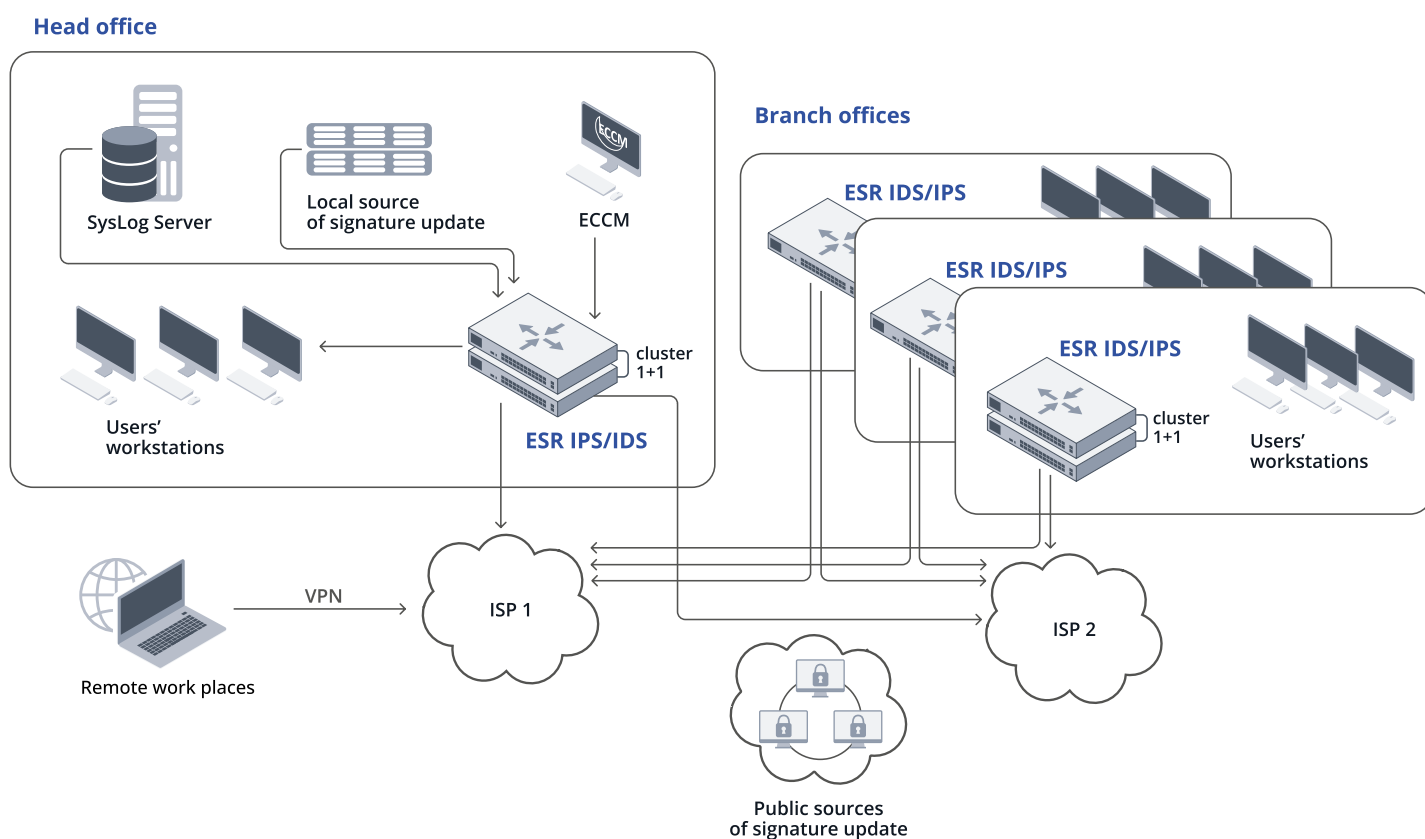 Head office
Branch offices
ECCM
SysLog Server
Local source
of signature update
ECCM
ESR IDS/IPS
ESR IDS/IPS
ESR IDS/IPS
cluster
1+1
ESR IPS/IDS
Users’
workstations
cluster
1+1
Users’
workstations
VPN
Remote work places
ISP 1
ISP 2
Public sources
of signature update